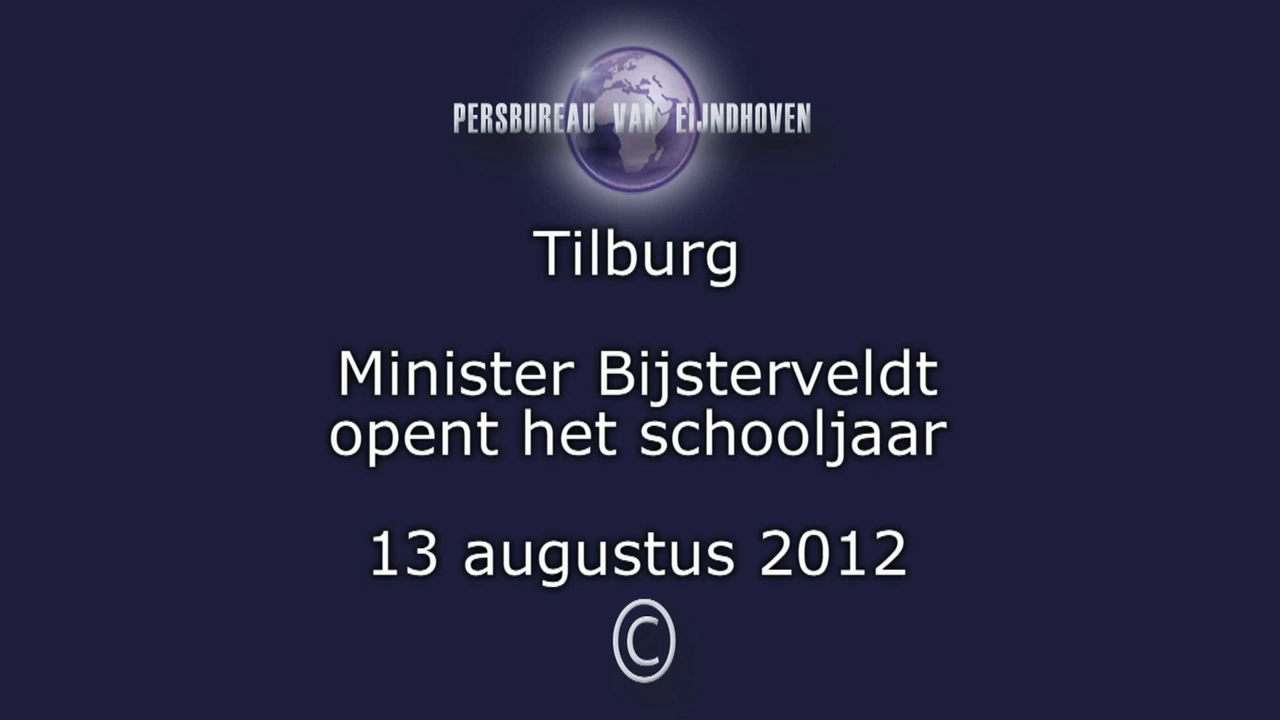 PERSBUREAU VAN EIJNDHOVEN
Tilburg
Minister Bijsterveldt
opent het schooljaar
13 augustus 2012
©